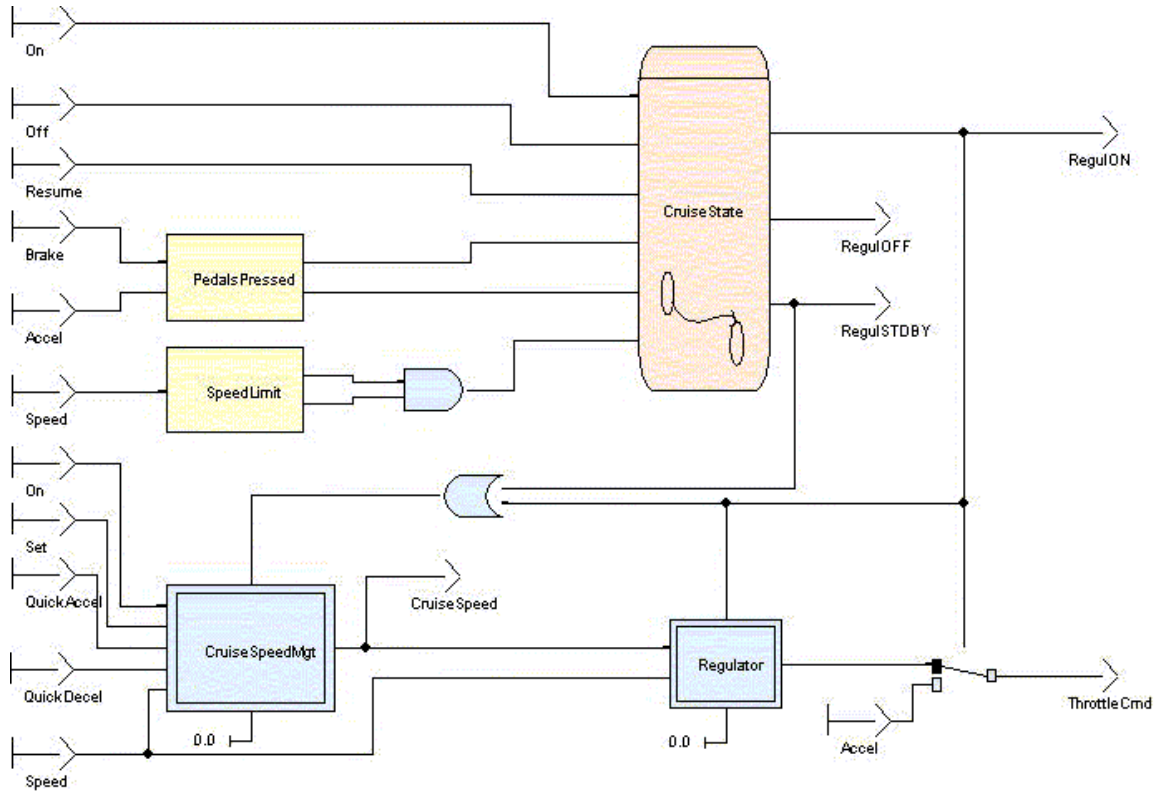 On
Off
Resume
Brake
Accel
Speed
PedalsPressed
SpeedLimit
CruiseState
RegulON
RegulOFF
RegulSTDBY
On
Set
QuickAccel
QuickDecel
Speed
CruiseSpeedMgt
0.0
CruiseSpeed
Regulator
0.0
Accel
ThrottleCmd